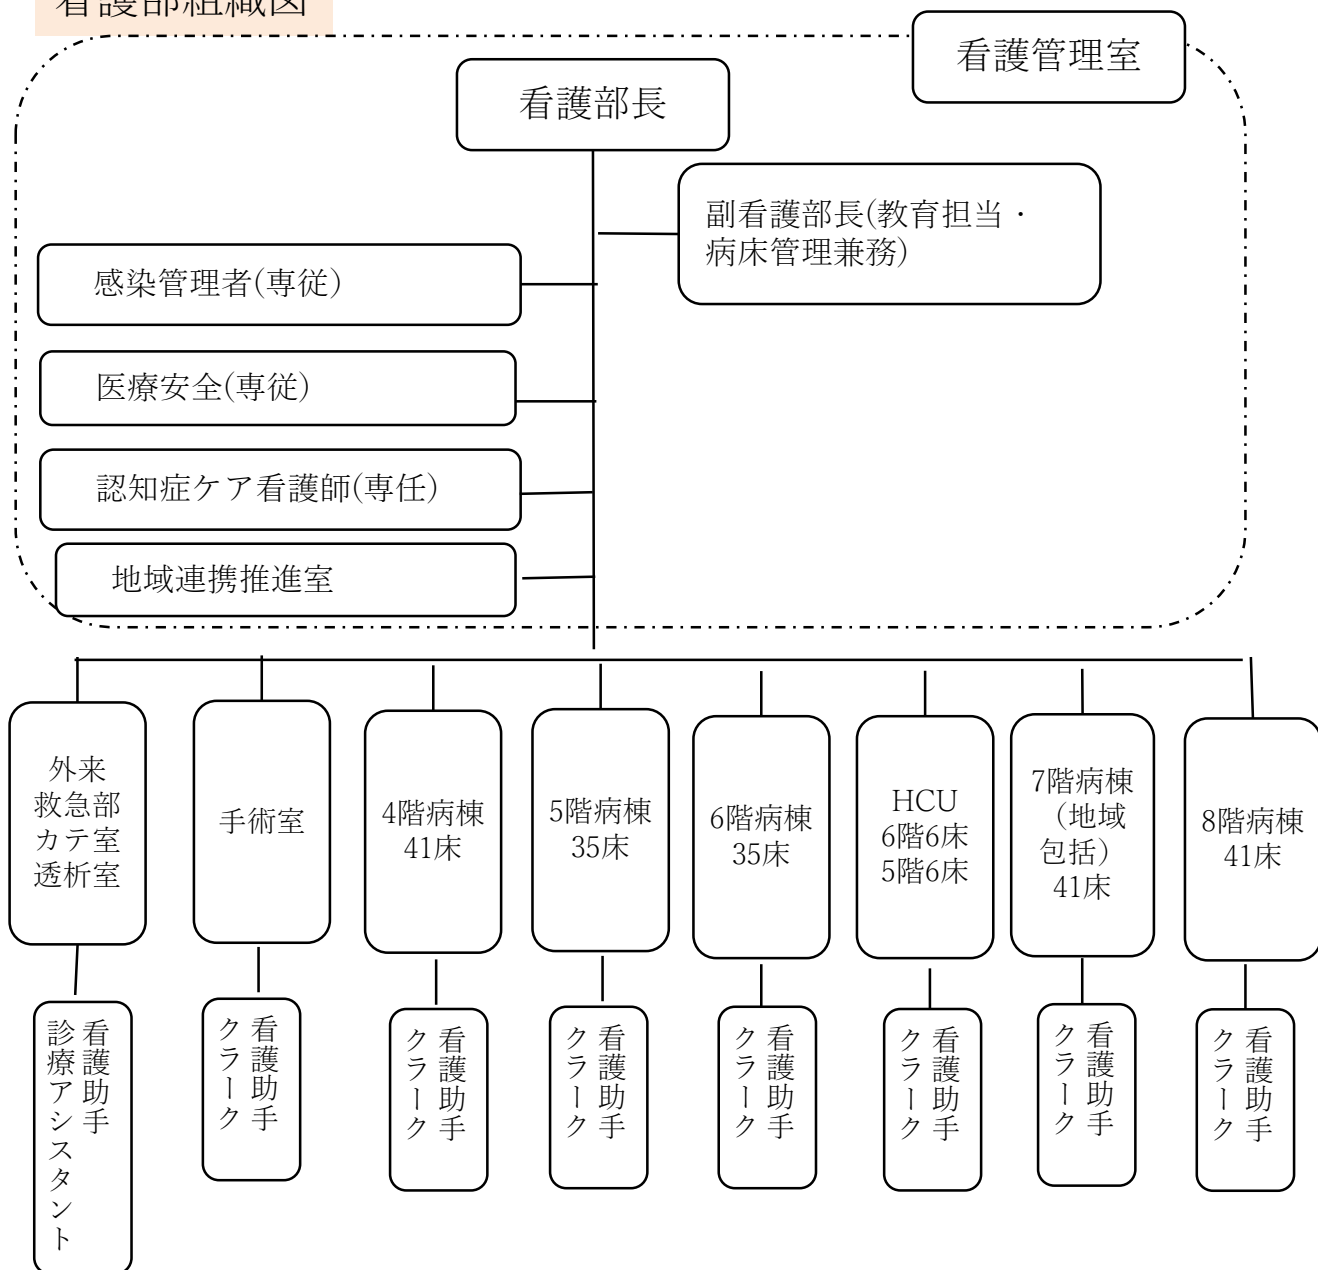 看護部組織図
看護管理室
看護部長
副看護部長(教育担当・
病床管理兼務)
感染管理者(専従)
医療安全(専従)
認知症ケア看護師(専任)
地域連携推進室
外来
救急部
カテ室
透析室
手術室
4階病棟
41床
5階病棟
35床
6階病棟
35床
HCU
6階6床
5階6床
7階病棟
（地域
包括）
41床
8階病棟
41床
看護助手
診療アシスタント
看護助手
クラーク
看護助手
クラーク
看護助手
クラーク
看護助手
クラーク
看護助手
クラーク
看護助手
クラーク
看護助手
クラーク